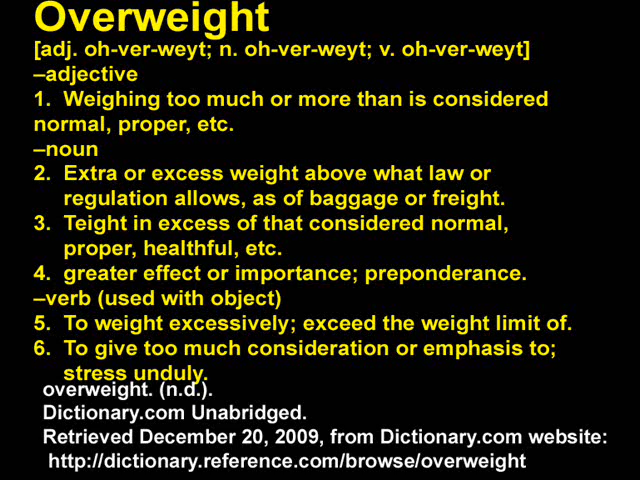 Overweight
[adj. oh-ver-weyt; n. oh-ver-weyt; v. oh-ver-weyt]
–adjective
1.  Weighing too much or more than is considered
normal, proper, etc.
–noun
2.  Extra or excess weight above what law or
regulation allows, as of baggage or freight.
3.  Teight in excess of that considered normal,
proper, healthful, etc.
4.  greater effect or importance; preponderance.
–verb (used with object)
5.  To weight excessively; exceed the weight limit of.
6.  To give too much consideration or emphasis to;
stress unduly.
overweight. (n.d.).
Dictionary.com Unabridged.
Retrieved December 20, 2009, from Dictionary.com website:
http://dictionary.reference.com/browse/overweight